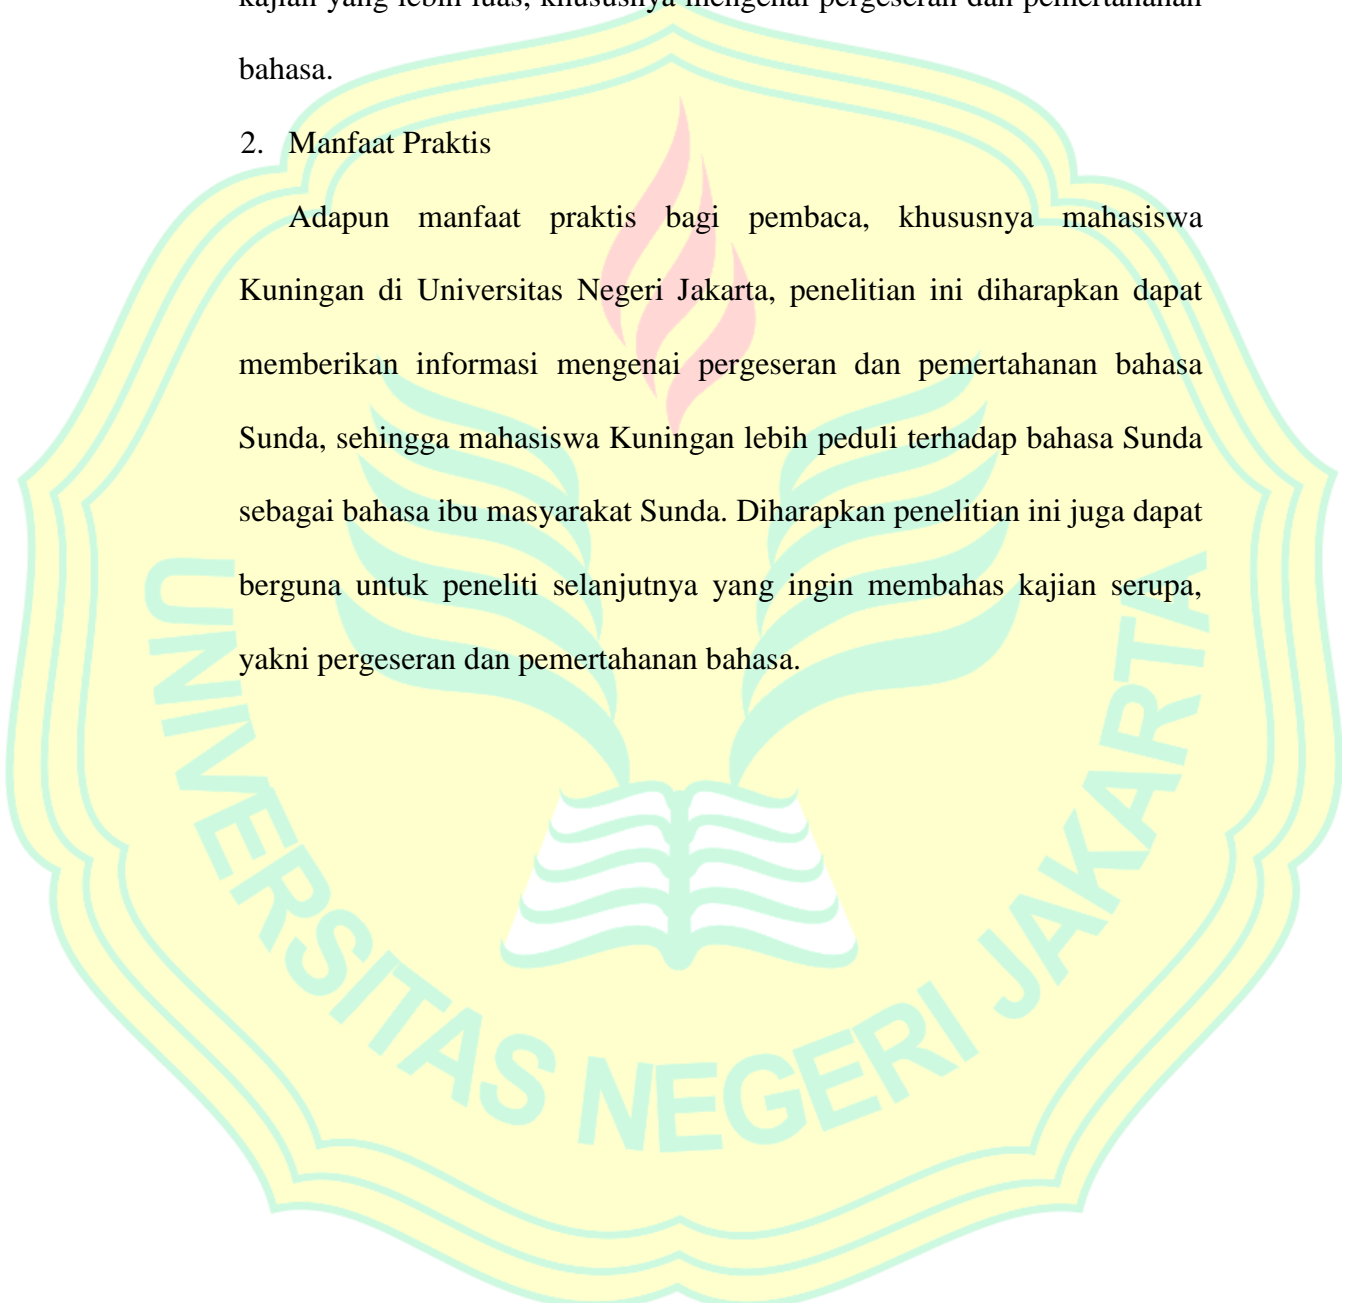 kajian yang lebih luas, khususnya mengenai pergeseran dan pemertahanan
bahasa.
2. Manfaat Praktis
Adapun manfaat praktis bagi pembaca, khususnya mahasiswa
Kuningan di Universitas Negeri Jakarta, penelitian ini diharapkan dapat
memberikan informasi mengenai pergeseran dan pemertahanan bahasa
Sunda, sehingga mahasiswa Kuningan lebih peduli terhadap bahasa Sunda
sebagai bahasa ibu masyarakat Sunda. Diharapkan penelitian ini juga dapat
berguna untuk peneliti selanjutnya yang ingin membahas kajian serupa,
yakni pergeseran dan pemertahanan bahasa.
UNIVERSITAS NEGERI JAKARTA